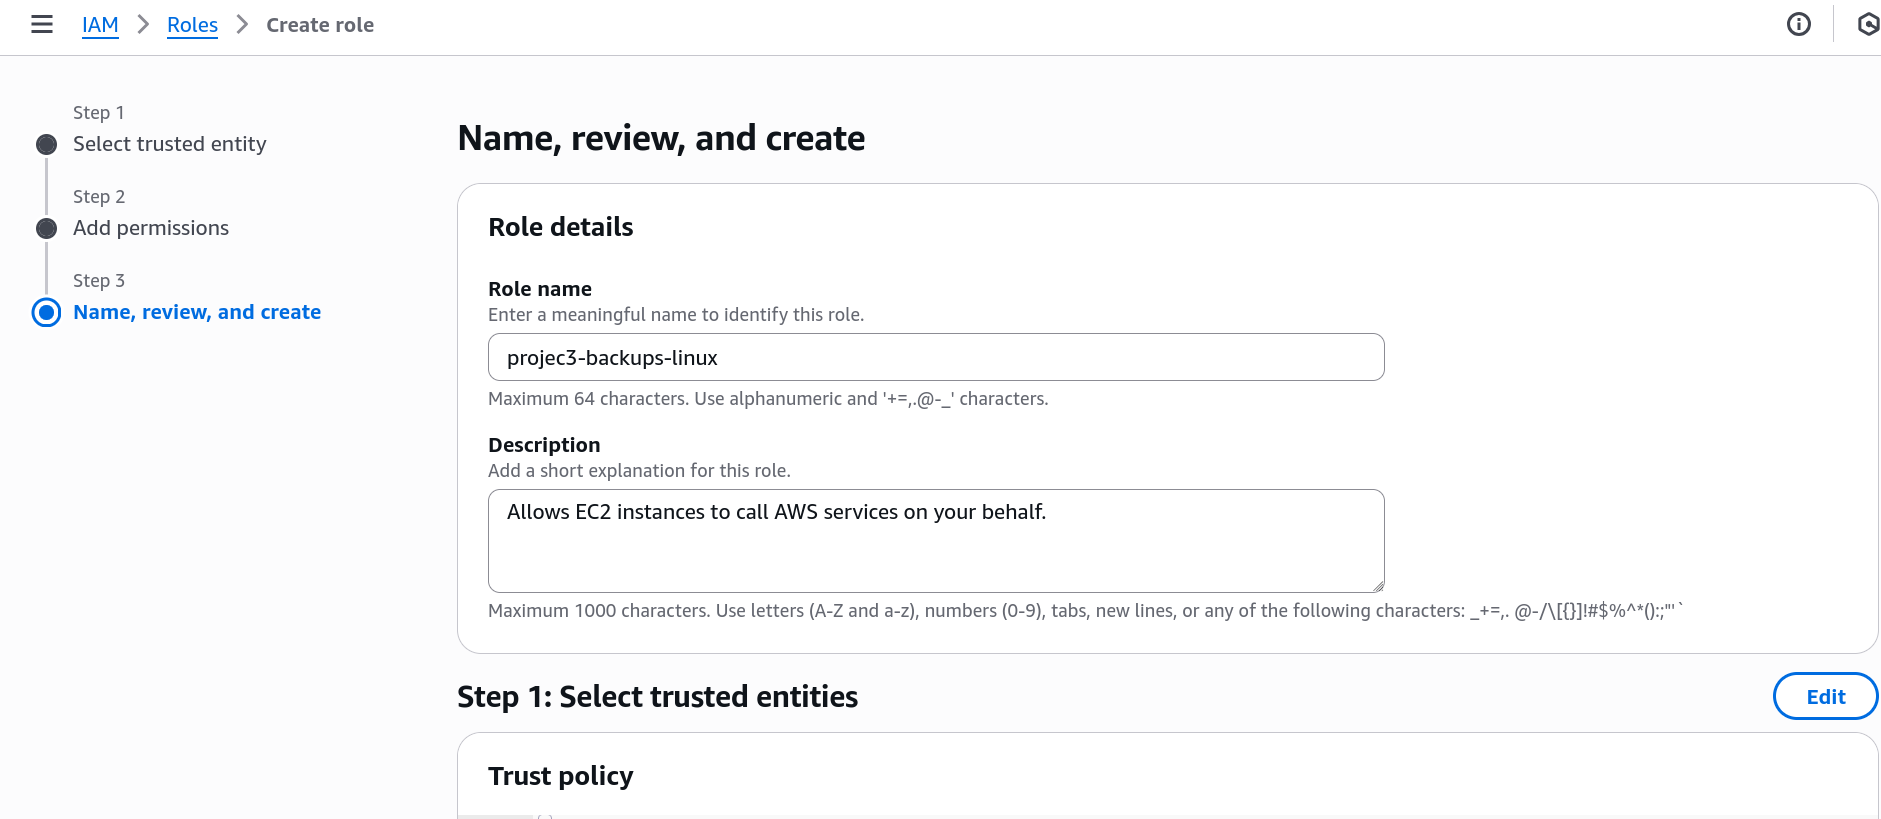 IAM > Roles > Create role
Step 1
Select trusted entity
Step 2
Add permissions
Step 3
Name, review, and create
Name, review, and create
Role details
Role name
Enter a meaningful name to identify this role.
projec3-backups-linux
Maximum 64 characters. Use alphanumeric and '+=,.@-_' characters.
Description
Add a short explanation for this role.
Allows EC2 instances to call AWS services on your behalf.
Maximum 1000 characters. Use letters (A-Z and a-z), numbers (0-9), tabs, new lines, or any of the following characters: _+=,. @-/\[{}]!#$%^*();:"'`
Step 1: Select trusted entities
Edit
Trust policy